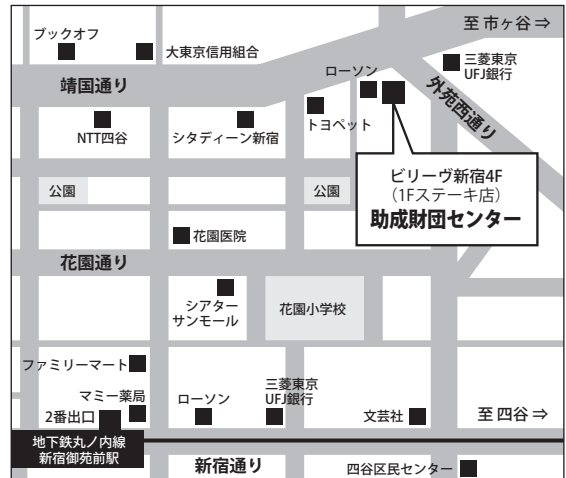 至 市ヶ谷⇒
ブックオフ
大東京信用組合
三菱東京
UFJ銀行
ローソン
靖国通り
外苑西通り
トヨペット
NTT四谷
シタディーン新宿
ビリーヴ新宿4F
(1Fステーキ店)
助成財団センター
公園
公園
花園医院
花園通り
シアター
サンモール
花園小学校
ファミリーマート
マミー薬局
2番出口
ローソン
三菱東京
UFJ銀行
文芸社
至 四谷⇒
地下鉄丸ノ内線
新宿御苑前駅
新宿通り
四谷区民センター